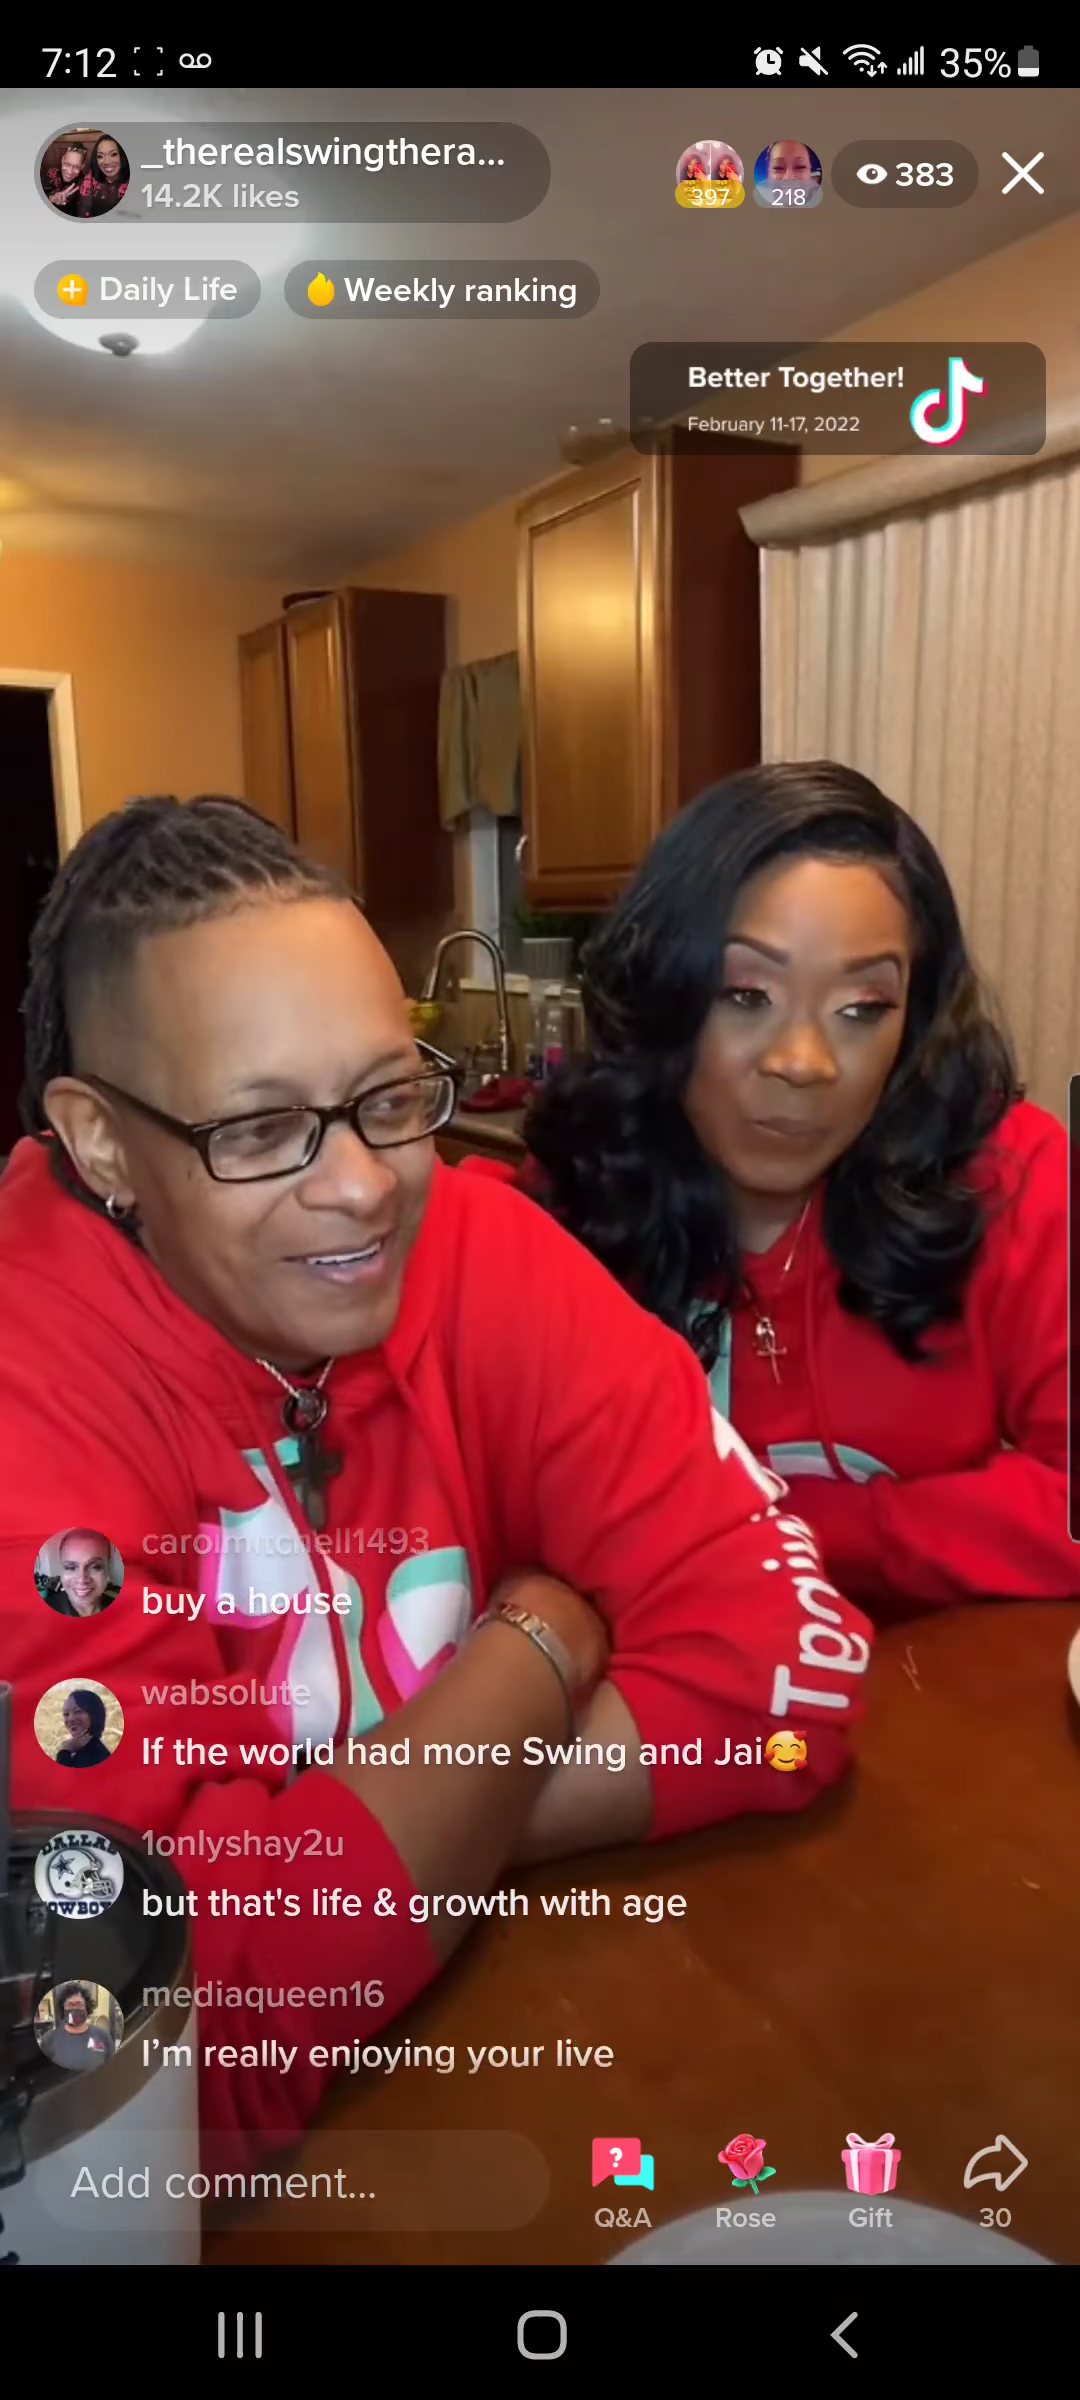 7:12
35%
_therealswingthera...
14.2K likes
397
218
383
Daily Life
Weekly ranking
Better Together!
February 11-17, 2022
carolmitchell1493
buy a house
wabsolute
If the world had more Swing and Jai🥰
1onlyshay2u
but that's life & growth with age
mediaqueen16
I’m really enjoying your live
Add comment...
Q&A
Rose
Gift
30